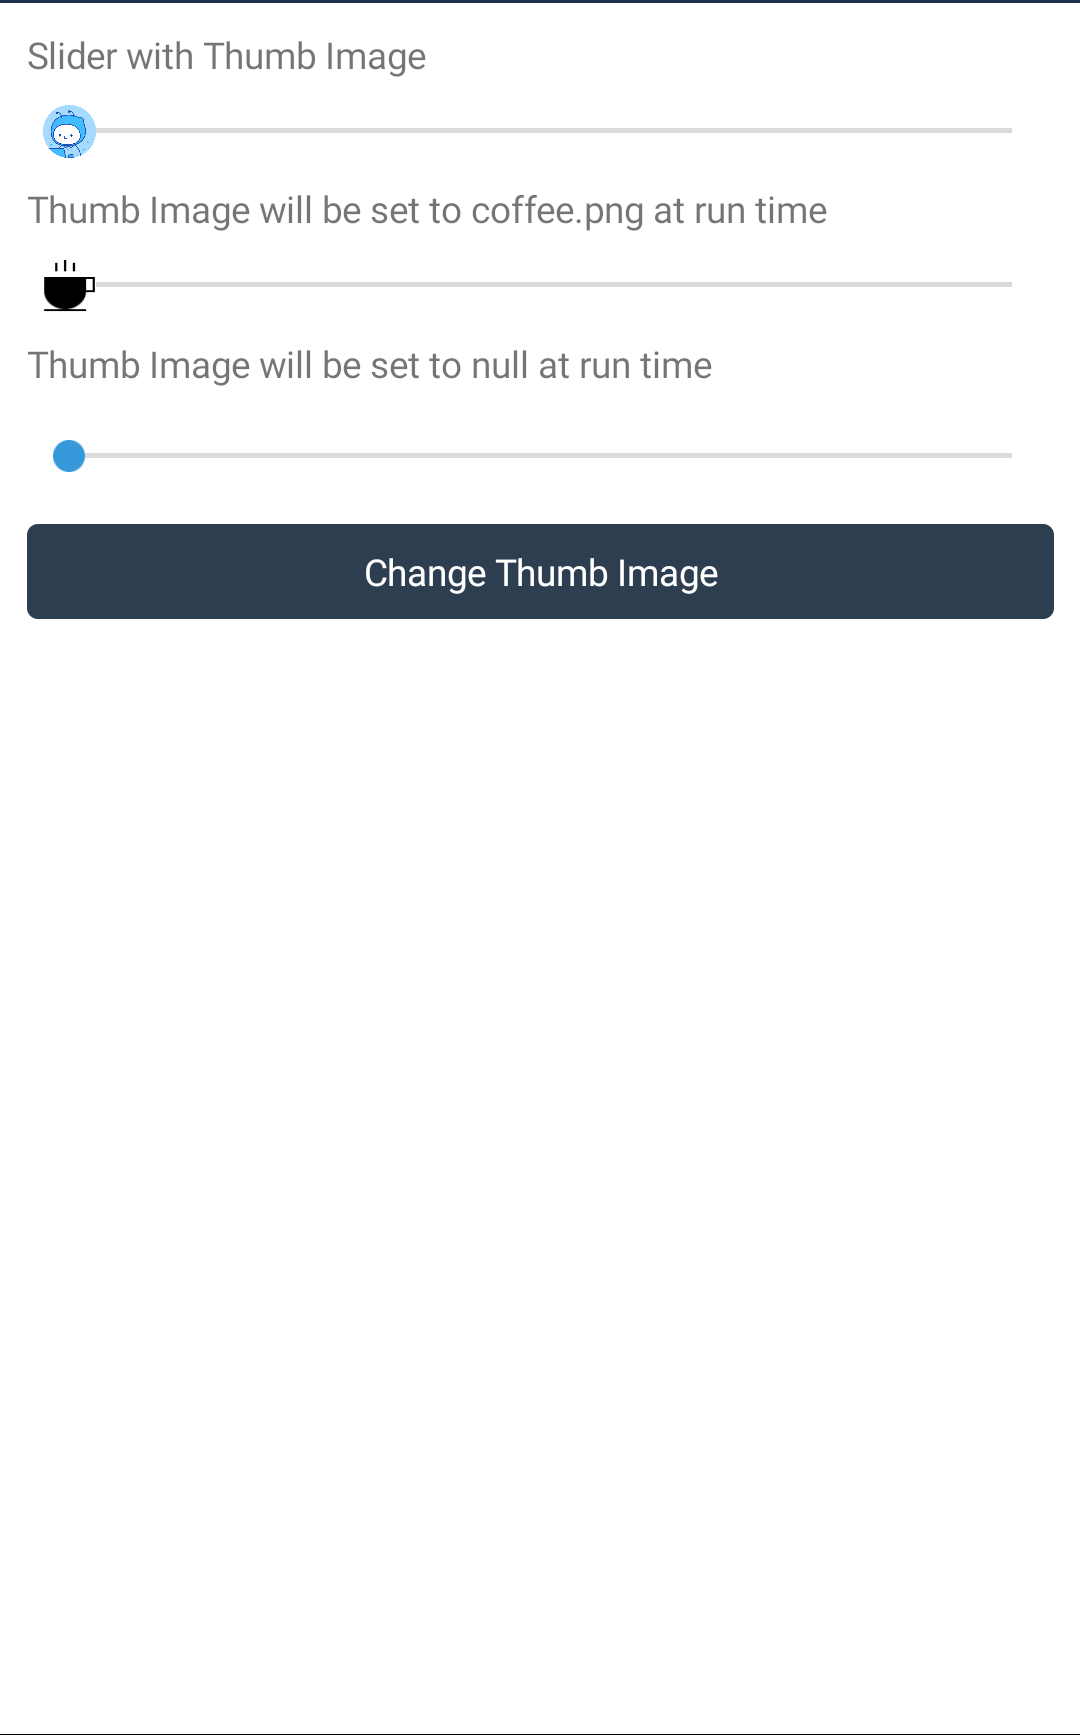 Slider with Thumb Image
Thumb Image will be set to coffee.png at run time
Thumb Image will be set to null at run time
Change Thumb Image